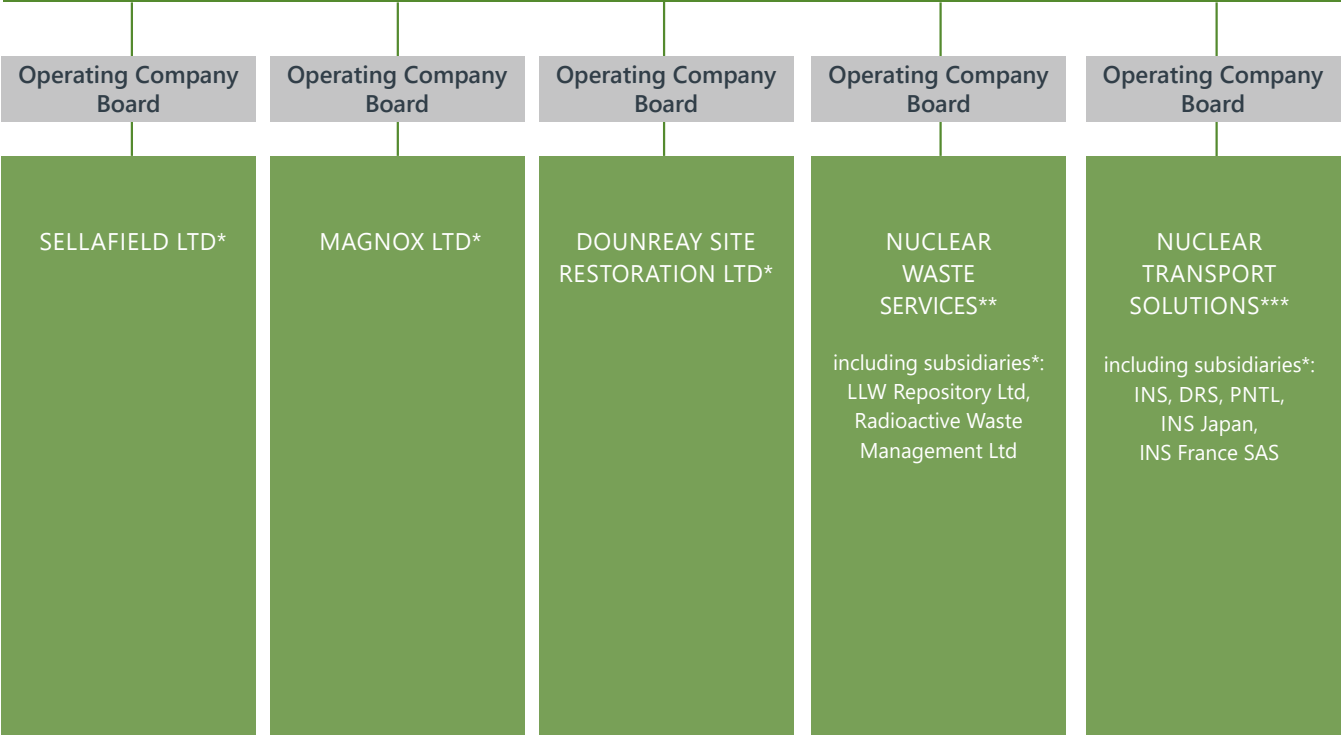 Operating Company
Board
Operating Company
Board
Operating Company
Board
Operating Company
Board
Operating Company
Board
SELLAFIELD LTD*
MAGNOX LTD*
DOUNREAY SITE
RESTORATION LTD*
NUCLEAR
WASTE
SERVICES**
including subsidiaries*:
LLW Repository Ltd,
Radioactive Waste
Management Ltd
NUCLEAR
TRANSPORT
SOLUTIONS***
including subsidiaries*:
INS, DRS, PNTL,
INS Japan,
INS France SAS